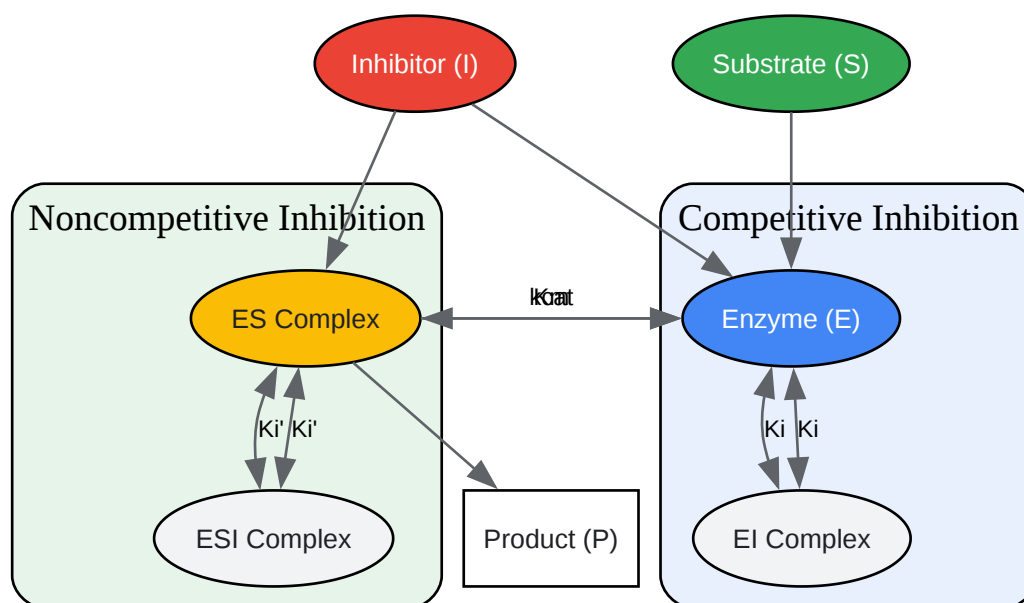 Inhibitor (I)
Substrate (S)
Noncompetitive Inhibition
Competitive Inhibition
ES Complex
Enzyme (E)
Ki'
Ki'
Ki
Ki
ESI Complex
Product (P)
EI Complex